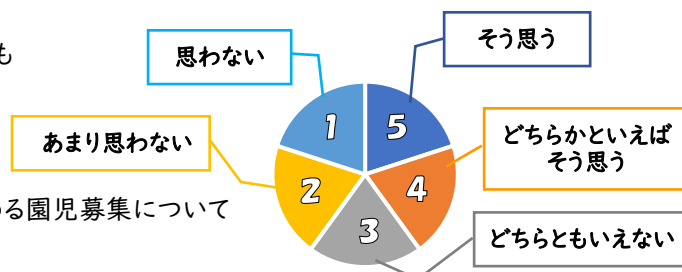 も
そう思う
思わない
あまり思わない
どちらかといえば
そう思う
1
5
2
4
3
る園児募集について
どちらともいえない